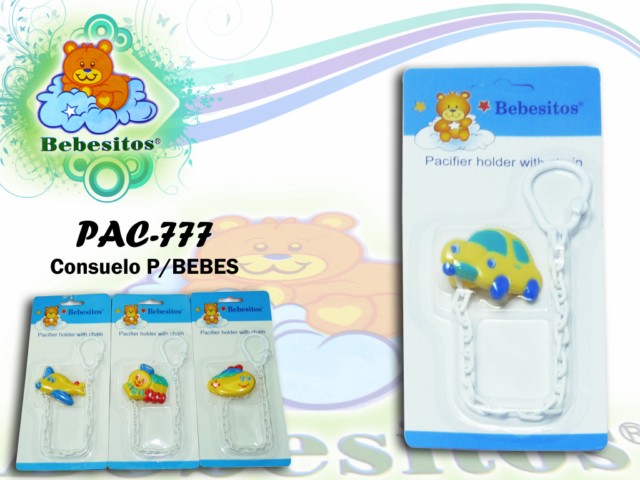 Bebesitos®
Bebesitos®
Pacifier holder with chain
PAC-777
Consuelo P/BEBES
Bebesitos
Pacifier holder with chain
Bebesitos
Pacifier holder with chain
Bebesitos
Pacifier holder with chain
Bebesitos®